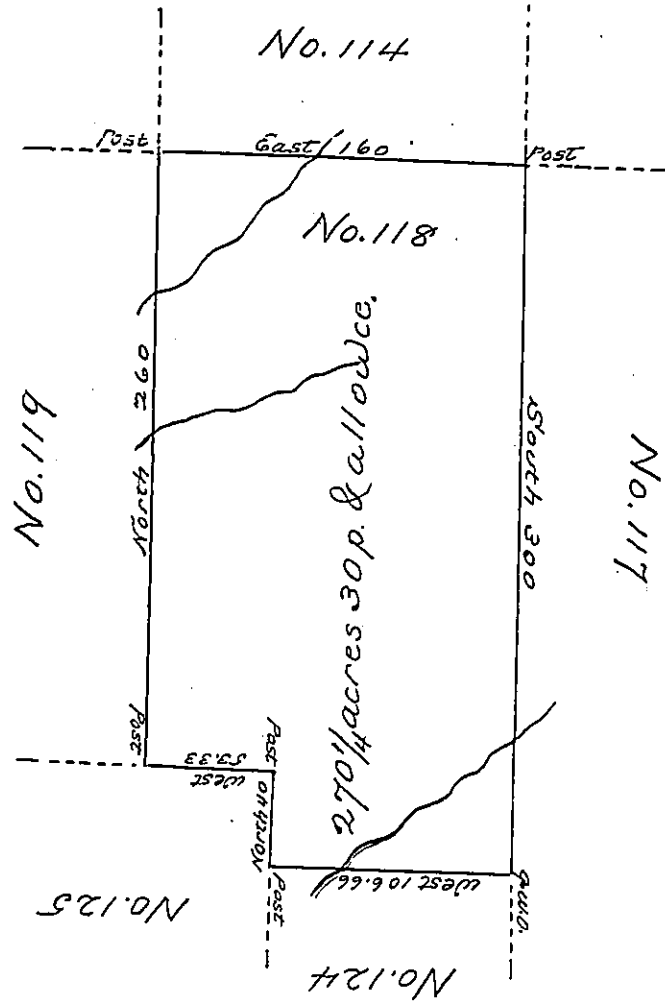 No. 114
Post
East 160
Post
No. 118
No. 119
North 260
270 1/4 acres 30 p. & allowce.
South 300
No. 117
Post
West
53.33
Post
North
40
Post
West 106.66
No. 125
No. 124